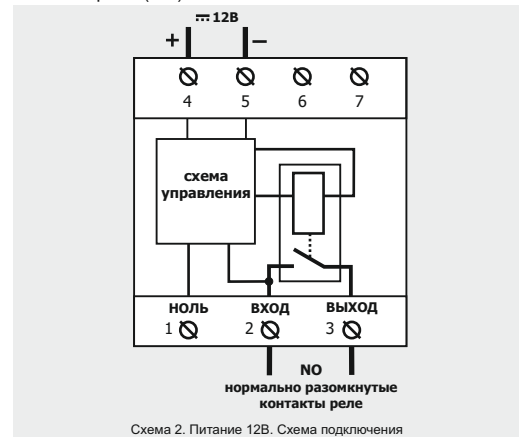 12В
+ –
4 5 6 7
схема
управления
НОЛЬ ВХОД ВЫХОД
1 2 3
NO
нормально разомкнутые
контакты реле
Схема 2. Питание 12В. Схема подключения